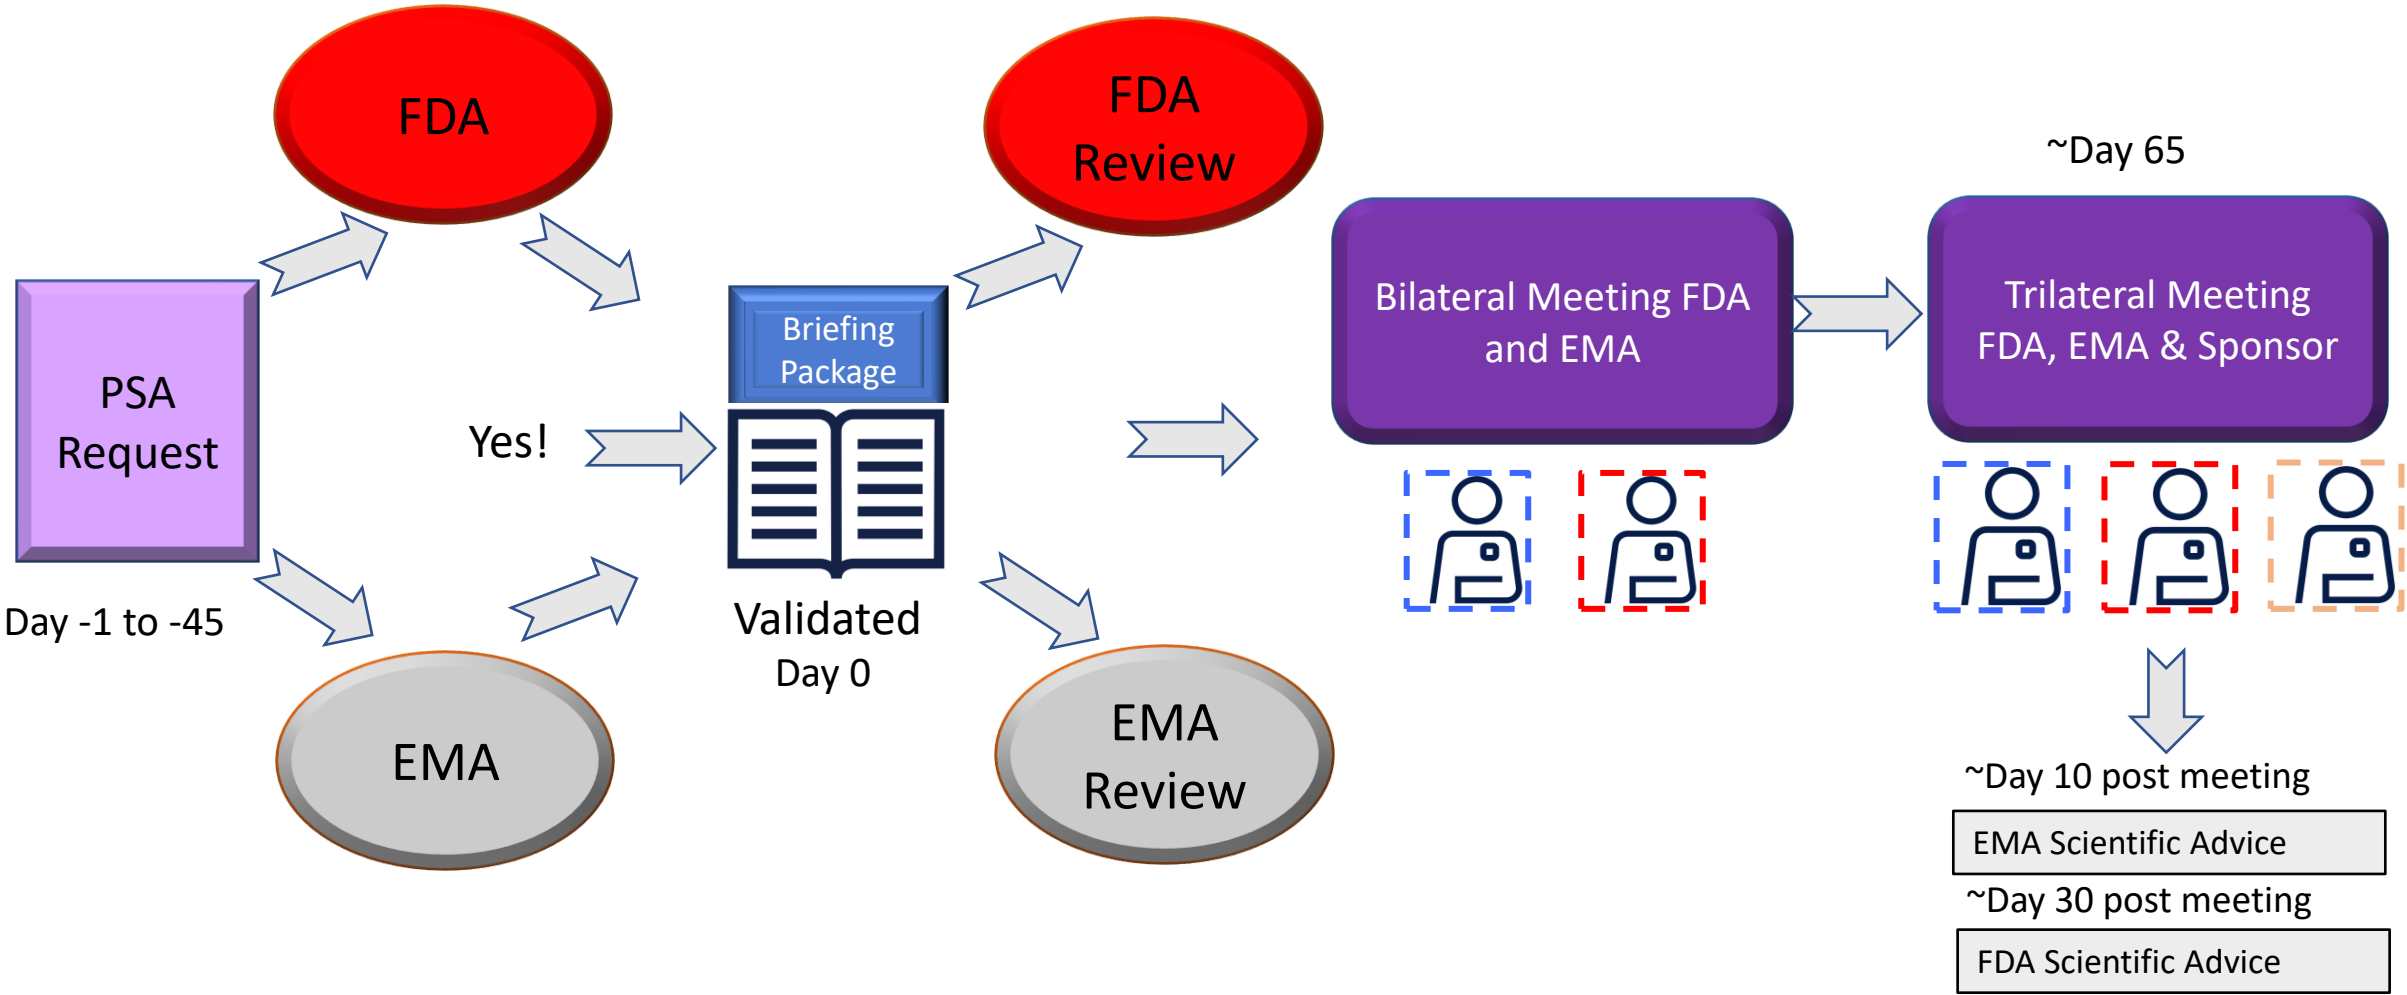 PSA
Request
Day -1 to -45
FDA
EMA
Yes!
Briefing
Package
Validated
Day 0
FDA
Review
EMA
Review
Bilateral Meeting FDA
and EMA
~Day 65
Trilateral Meeting
FDA, EMA & Sponsor
~Day 10 post meeting
EMA Scientific Advice
~Day 30 post meeting
FDA Scientific Advice